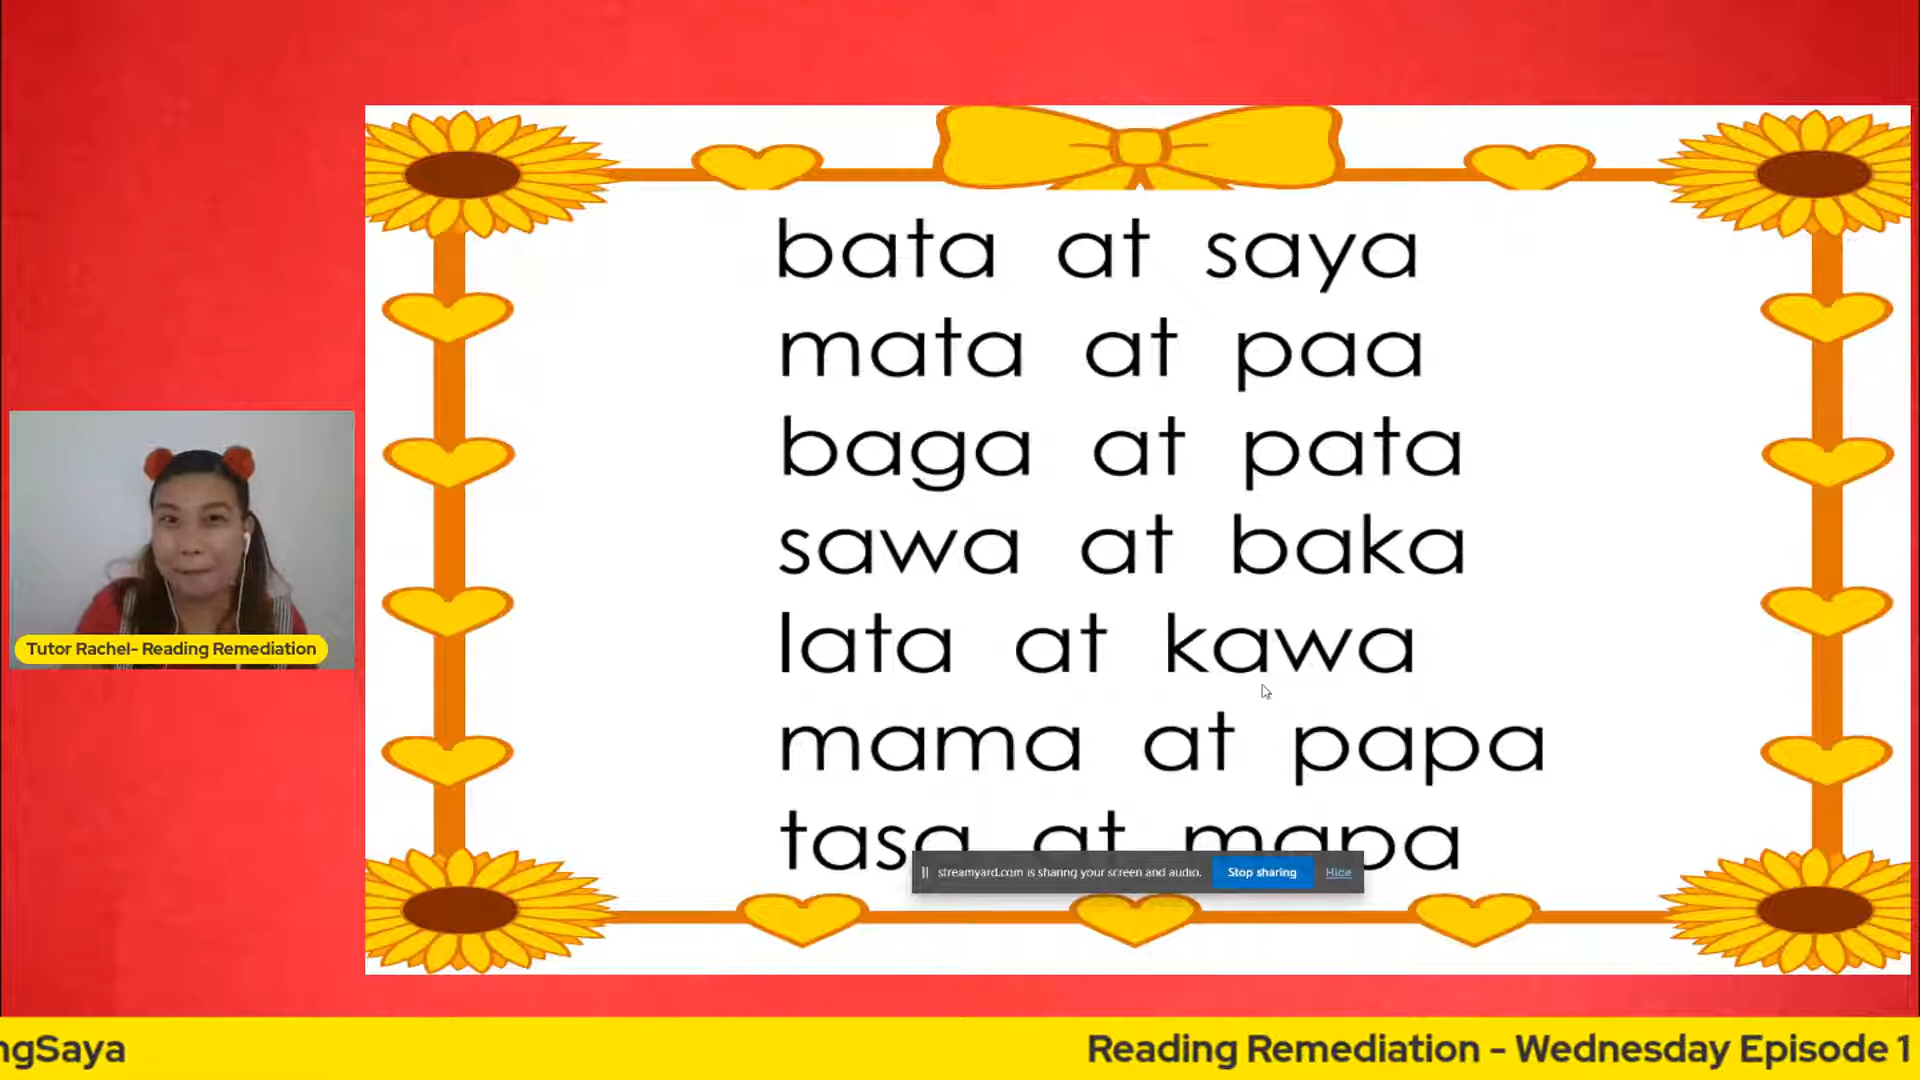 bata at saya
mata at paa
baga at pata
sawa at baka
lata at kawa
mama at papa
tasa at mapa
streamyard.com is sharing your screen and audio. Stop sharing Hide
Tutor Rachel- Reading Remediation
ngSaya Reading Remediation - Wednesday Episode 1